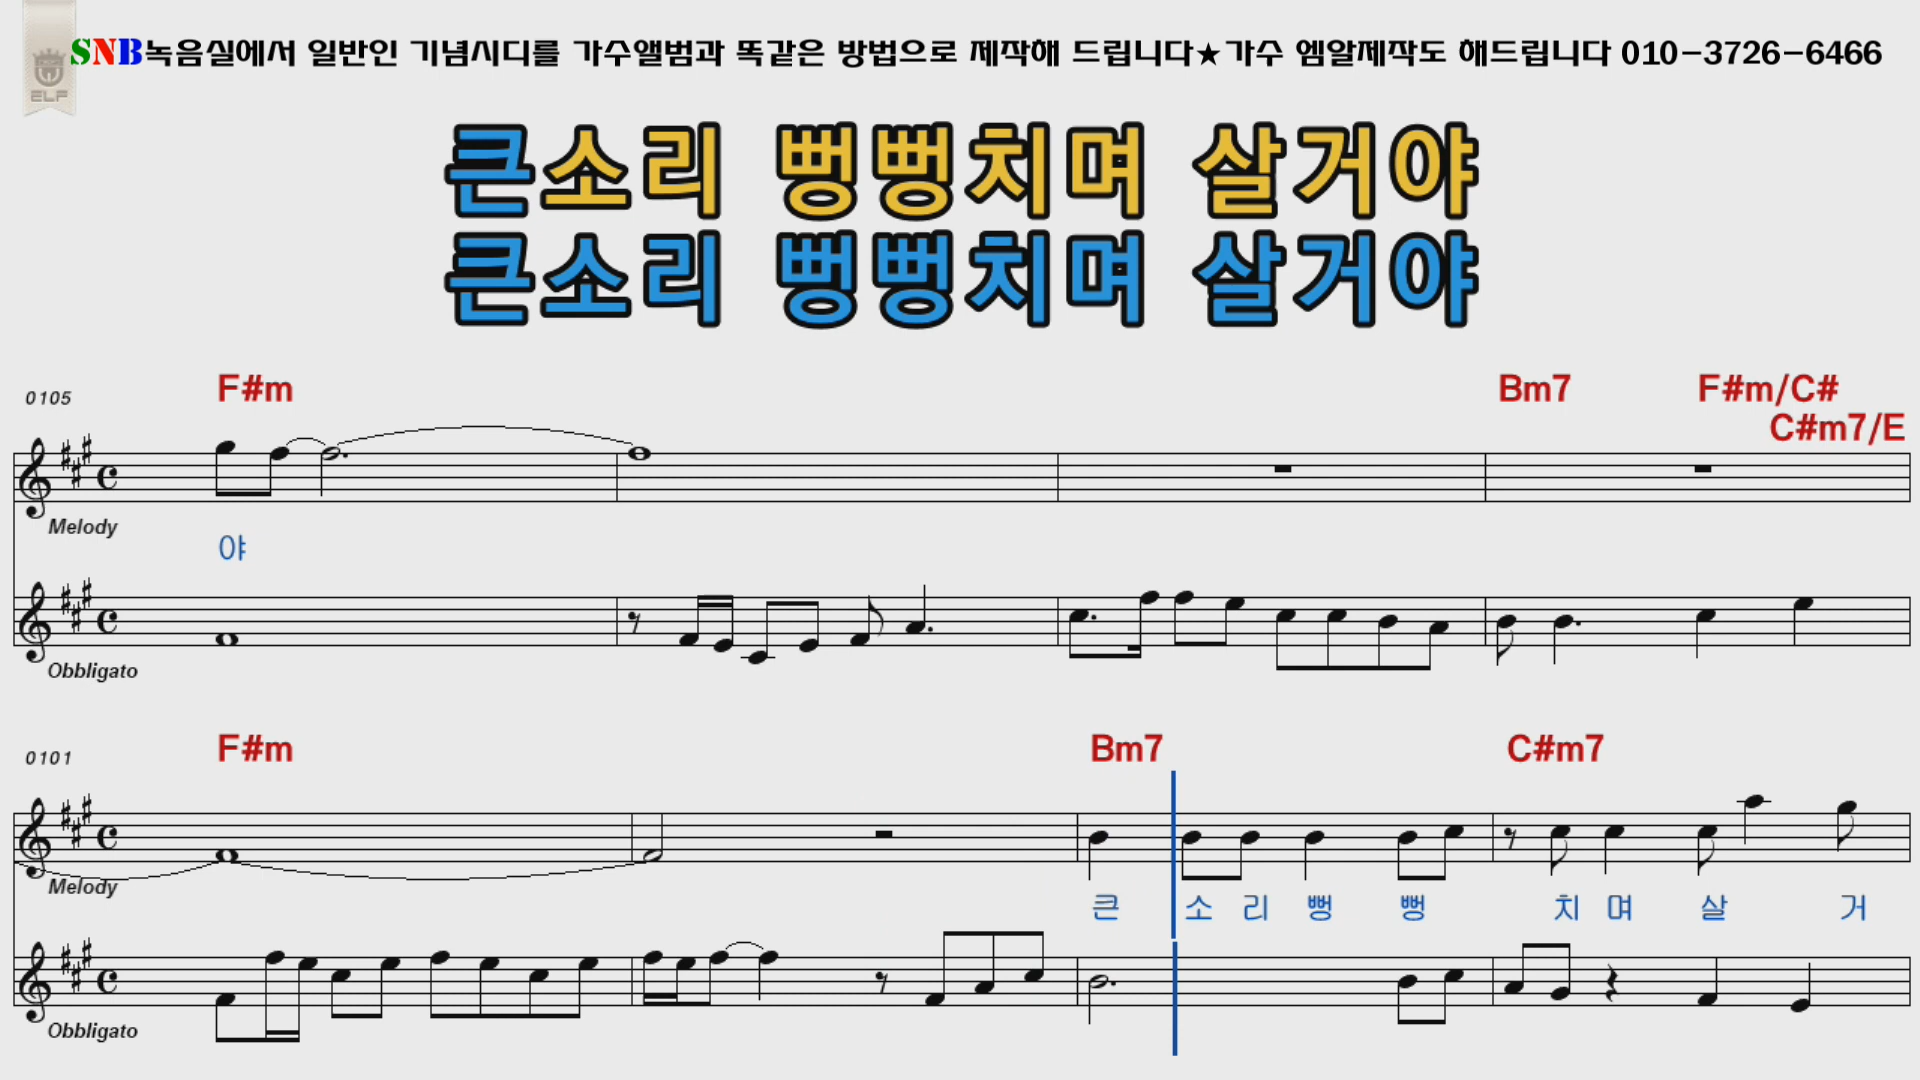 SNB녹음실에서 일반인 기념시디를 가수앨범과 똑같은 방법으로 제작해 드립니다★가수 엠알제작도 해드립니다 010-3726-6466
ELF
큰소리 뻥뻥치며 살거야
큰소리 뻥뻥치며 살거야
0105 F#m Bm7 F#m/C#
C#m7/E
Melody
야
Obbligato
0101 F#m Bm7 C#m7
Melody
큰 소 리 뻥 뻥 치 며 살 거
Obbligato